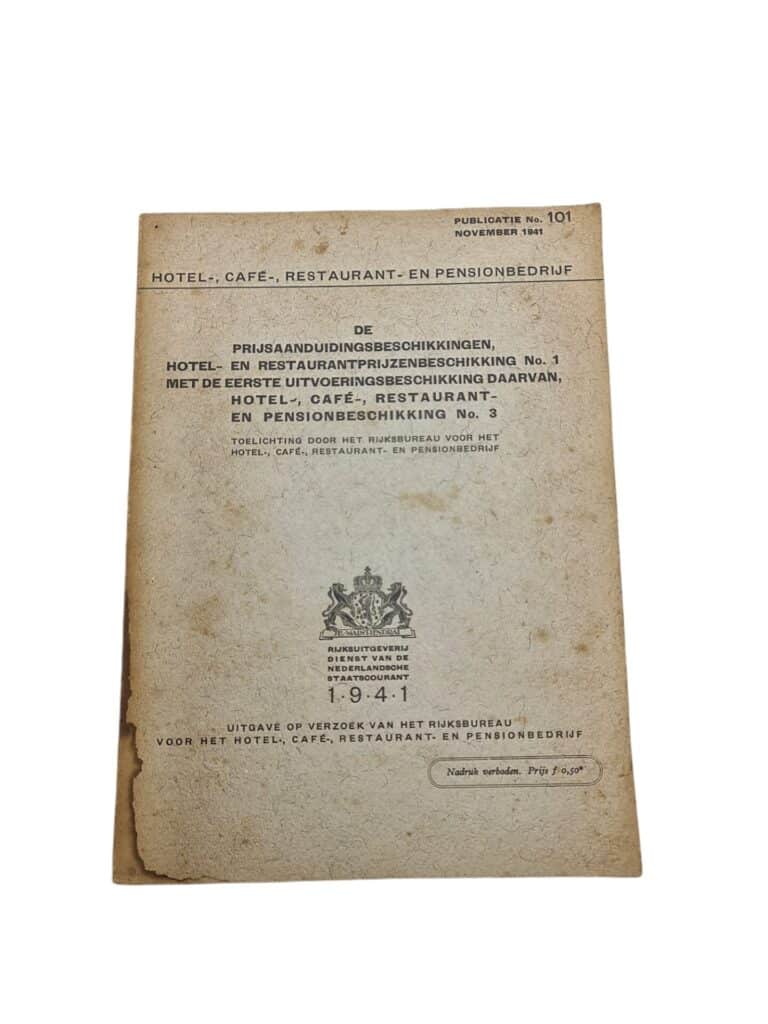 PUBLICATIE No. 101
NOVEMBER 1941
HOTEL-, CAFÉ-, RESTAURANT- EN PENSIONBEDRIJF
DE
PRIJSAANDUIDINGSBESCHIKKINGEN,
HOTEL- EN RESTAURANTPRIJZENBESCHIKKING No. 1
MET DE EERSTE UITVOERINGSBESCHIKKING DAARVAN,
HOTEL-, CAFÉ-, RESTAURANT-
EN PENSIONBESCHIKKING No. 3
TOELICHTING DOOR HET RIJKSBUREAU VOOR HET
HOTEL-, CAFÉ-, RESTAURANT- EN PENSIONBEDRIJF
JE MAINTIENDRAI
RIJKSUITGEVERIJ
DIENST VAN DE
NEDERLANDSCHE
STAATSCOURANT
1·9·4·1
UITGAVE OP VERZOEK VAN HET RIJKSBUREAU
VOOR HET HOTEL-, CAFÉ-, RESTAURANT- EN PENSIONBEDRIJF
Nadruk verboden. Prijs f 0,50*